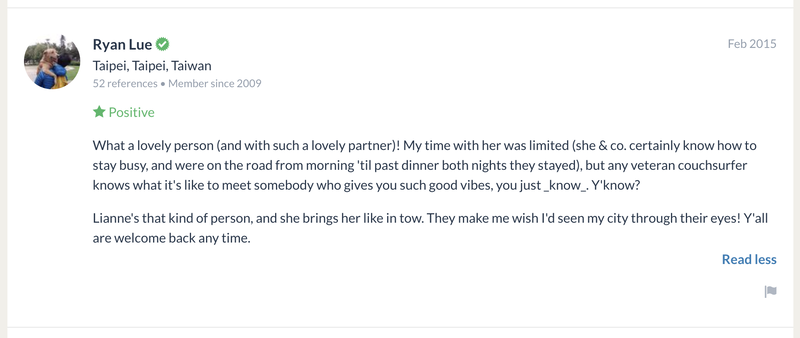 Ryan Lue
Feb 2015
Taipei, Taipei, Taiwan
52 references • Member since 2009
Positive
What a lovely person (and with such a lovely partner)! My time with her was limited (she & co. certainly know how to
stay busy, and were on the road from morning 'til past dinner both nights they stayed), but any veteran couchsurfer
knows what it's like to meet somebody who gives you such good vibes, you just _know_. Y'know?
Lianne's that kind of person, and she brings her like in tow. They make me wish I'd seen my city through their eyes! Y'all
are welcome back any time.
Read less